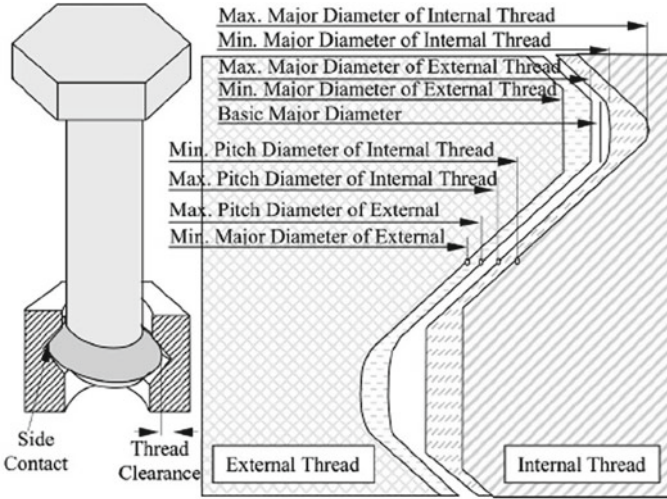 Max. Major Diameter of Internal Thread
Min. Major Diameter of Internal Thread
Max. Major Diameter of External Thread
Min. Major Diameter of External Thread
Basic Major Diameter
Min. Pitch Diameter of Internal Thread
Max. Pitch Diameter of Internal Thread
Max. Pitch Diameter of External
Min. Major Diameter of External
Side
Contact
Thread
Clearance
External Thread
Internal Thread